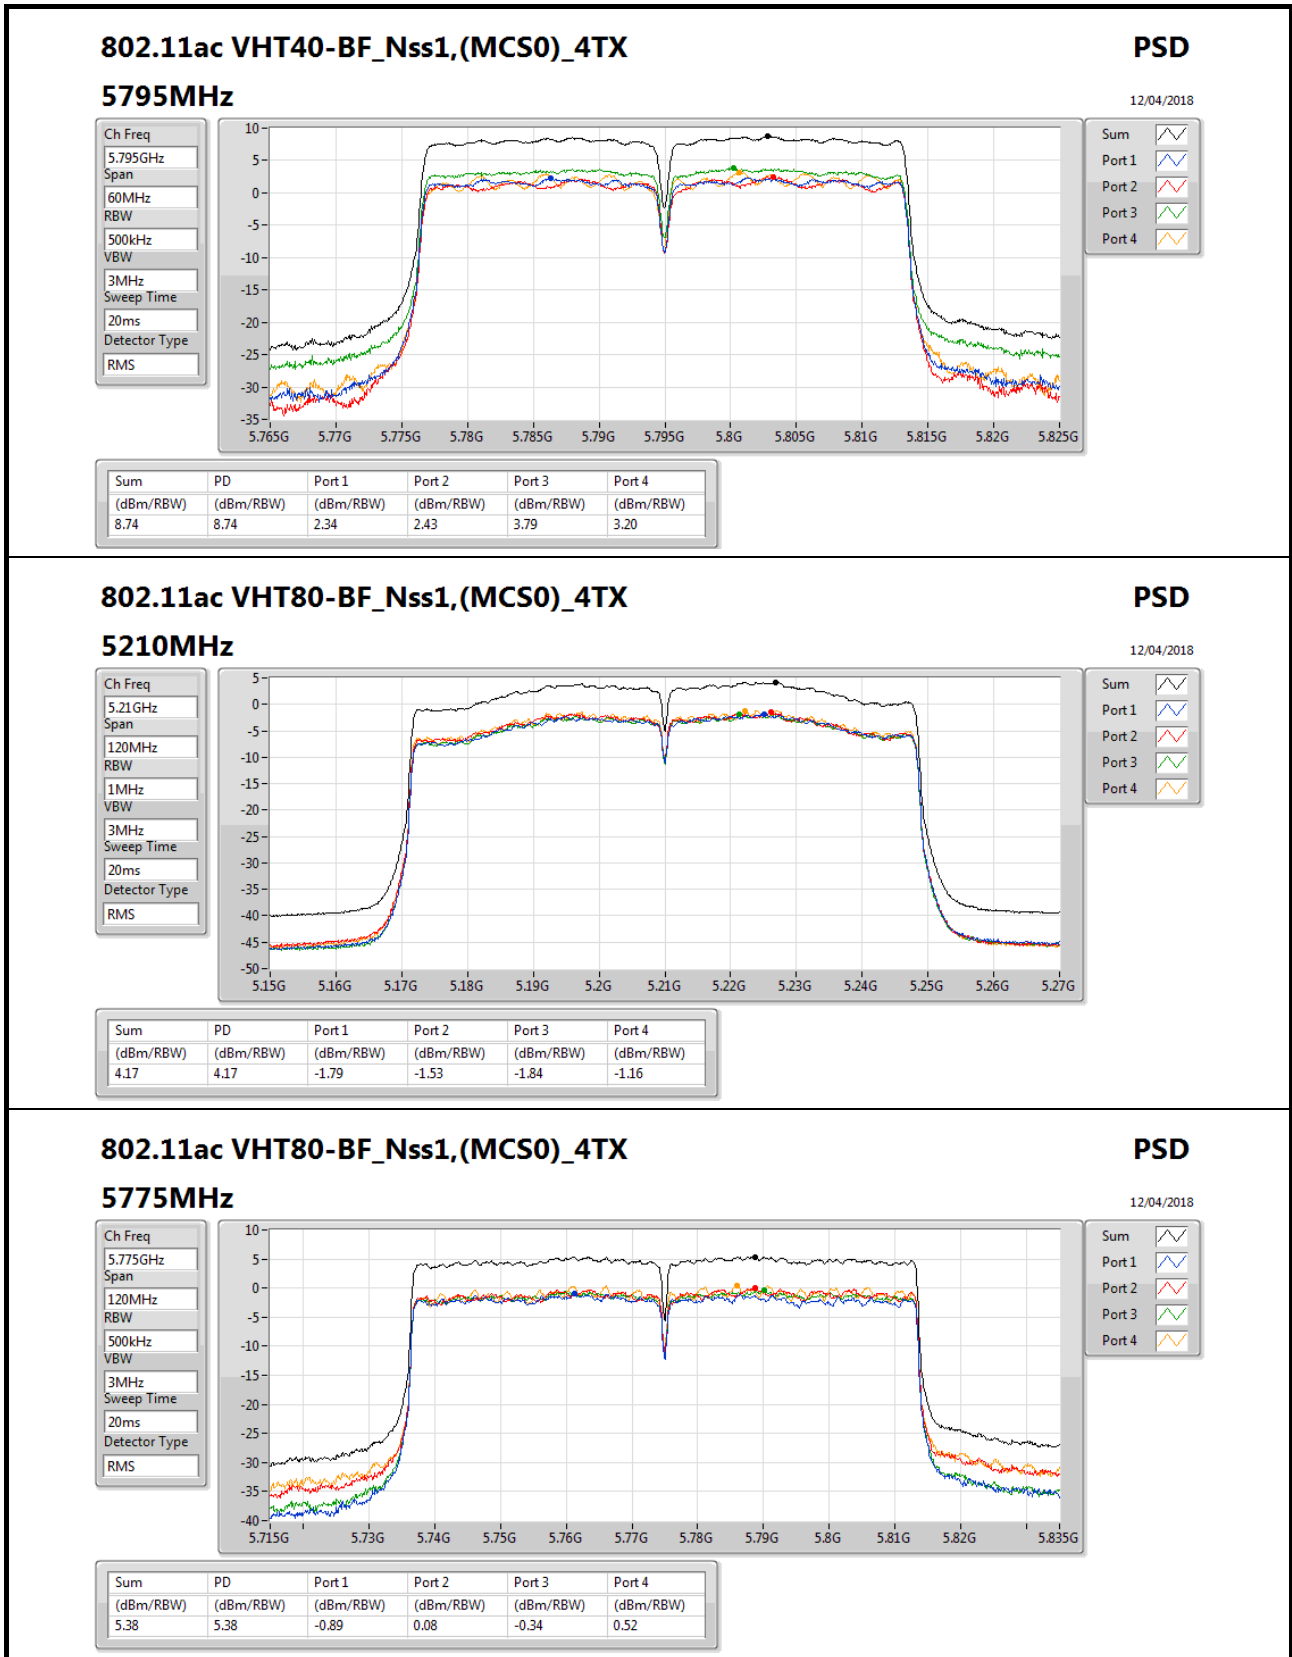 802.11ac VHT40-BF_Nss1,(MCS0)_4TX PSD
5795MHz 12/04/2018
Ch Freq
5.795GHz
Span
60MHz
RBW
500kHz
VBW
3MHz
Sweep Time
20ms
Detector Type
RMS
10
5
0
-5
-10
-15
-20
-25
-30
-35
5.765G 5.77G 5.775G 5.78G 5.785G 5.79G 5.795G 5.8G 5.805G 5.81G 5.815G 5.82G 5.825G
Sum
Port 1
Port 2
Port 3
Port 4
Sum PD Port 1 Port 2 Port 3 Port 4
(dBm/RBW) (dBm/RBW) (dBm/RBW) (dBm/RBW) (dBm/RBW) (dBm/RBW)
8.74 8.74 2.34 2.43 3.79 3.20
802.11ac VHT80-BF_Nss1,(MCS0)_4TX PSD
5210MHz 12/04/2018
Ch Freq
5.21GHz
Span
120MHz
RBW
1MHz
VBW
3MHz
Sweep Time
20ms
Detector Type
RMS
5
0
-5
-10
-15
-20
-25
-30
-35
-40
-45
-50
5.15G 5.16G 5.17G 5.18G 5.19G 5.2G 5.21G 5.22G 5.23G 5.24G 5.25G 5.26G 5.27G
Sum
Port 1
Port 2
Port 3
Port 4
Sum PD Port 1 Port 2 Port 3 Port 4
(dBm/RBW) (dBm/RBW) (dBm/RBW) (dBm/RBW) (dBm/RBW) (dBm/RBW)
4.17 4.17 -1.79 -1.53 -1.84 -1.16
802.11ac VHT80-BF_Nss1,(MCS0)_4TX PSD
5775MHz 12/04/2018
Ch Freq
5.775GHz
Span
120MHz
RBW
500kHz
VBW
3MHz
Sweep Time
20ms
Detector Type
RMS
10
5
0
-5
-10
-15
-20
-25
-30
-35
-40
5.715G 5.73G 5.74G 5.75G 5.76G 5.77G 5.78G 5.79G 5.8G 5.81G 5.82G 5.835G
Sum
Port 1
Port 2
Port 3
Port 4
Sum PD Port 1 Port 2 Port 3 Port 4
(dBm/RBW) (dBm/RBW) (dBm/RBW) (dBm/RBW) (dBm/RBW) (dBm/RBW)
5.38 5.38 -0.89 0.08 -0.34 0.52